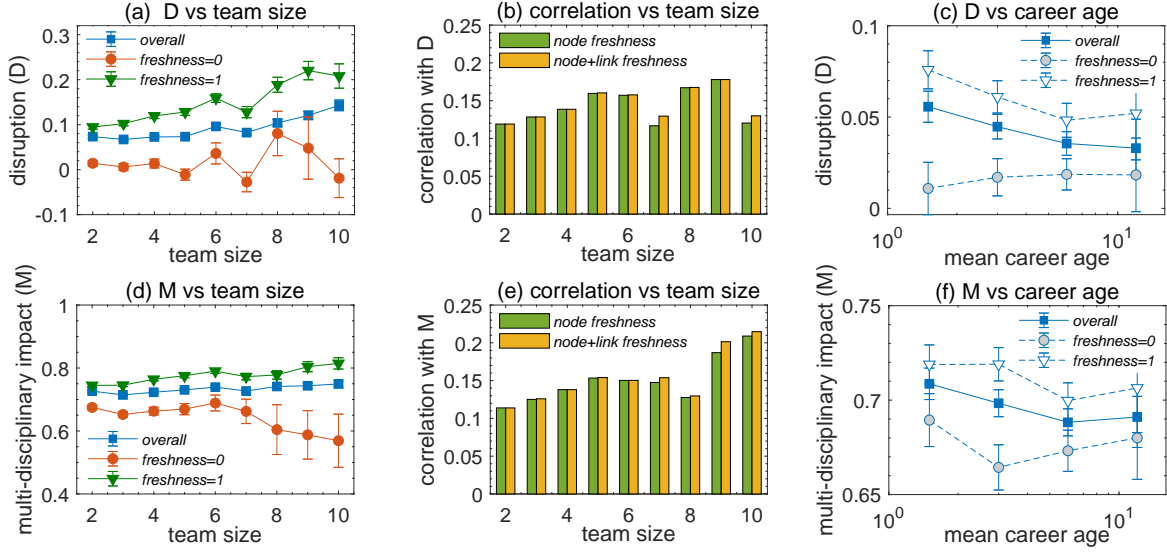 (a) D vs team size
disruption (D)
0.3
0.2
0.1
0
-0.1
overall
freshness=0
freshness=1
2 4 6 8 10
team size
(b) correlation vs team size
correlation with D
0.25
0.2
0.15
0.1
0.05
0
node freshness
node+link freshness
2 4 6 8 10
team size
(c) D vs career age
disruption (D)
0.1
0.05
0
overall
freshness=0
freshness=1
10^0 10^1
mean career age
(d) M vs team size
multi-disciplinary impact (M)
1
0.8
0.6
0.4
overall
freshness=0
freshness=1
2 4 6 8 10
team size
(e) correlation vs team size
correlation with M
0.25
0.2
0.15
0.1
0.05
0
node freshness
node+link freshness
2 4 6 8 10
team size
(f) M vs career age
multi-disciplinary impact (M)
0.75
0.7
0.65
overall
freshness=0
freshness=1
10^0 10^1
mean career age